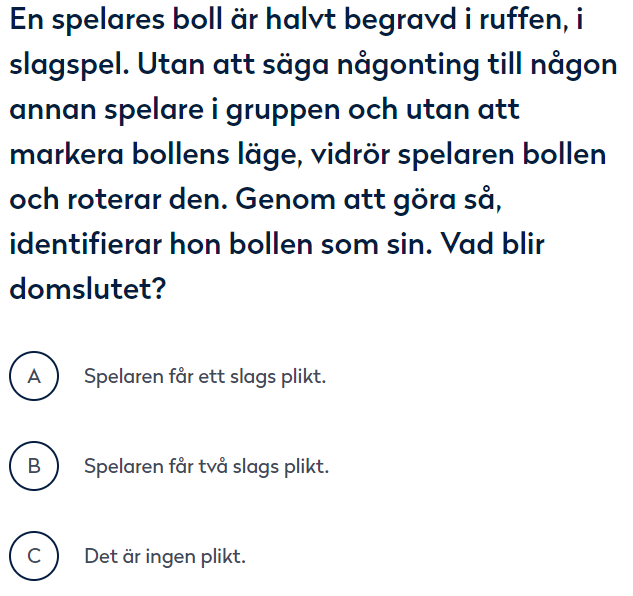 En spelares boll är halvt begravd i ruffen, i
slagspel. Utan att säga någonting till någon
annan spelare i gruppen och utan att
markera bollens läge, vidrör spelaren bollen
och roterar den. Genom att göra så,
identifierar hon bollen som sin. Vad blir
domslutet?
A Spelaren får ett slags plikt.
B Spelaren får två slags plikt.
C Det är ingen plikt.